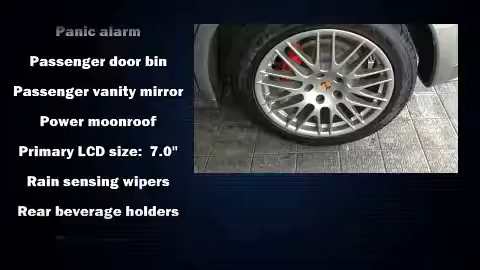 Panic alarm
Passenger door bin
Passenger vanity mirror
Power moonroof
Primary LCD size: 7.0"
Rain sensing wipers
Rear beverage holders